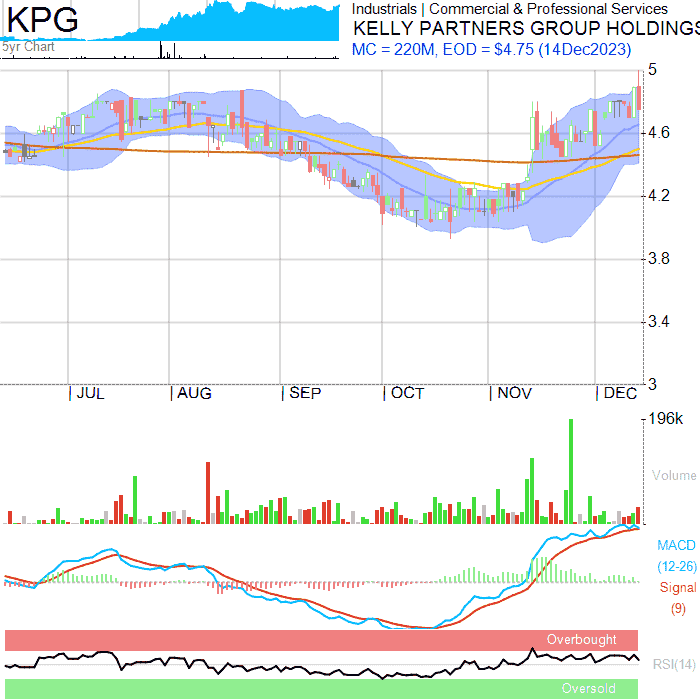 KPG
5yr Chart
Industrials | Commercial & Professional Services
KELLY PARTNERS GROUP HOLDINGS
MC = 220M, EOD = $4.75 (14Dec2023)
5
4.6
4.2
3.8
3.4
3
JUL AUG SEP OCT NOV DEC
196k
Volume
MACD
(12-26)
Signal
(9)
Overbought
RSI(14)
Oversold